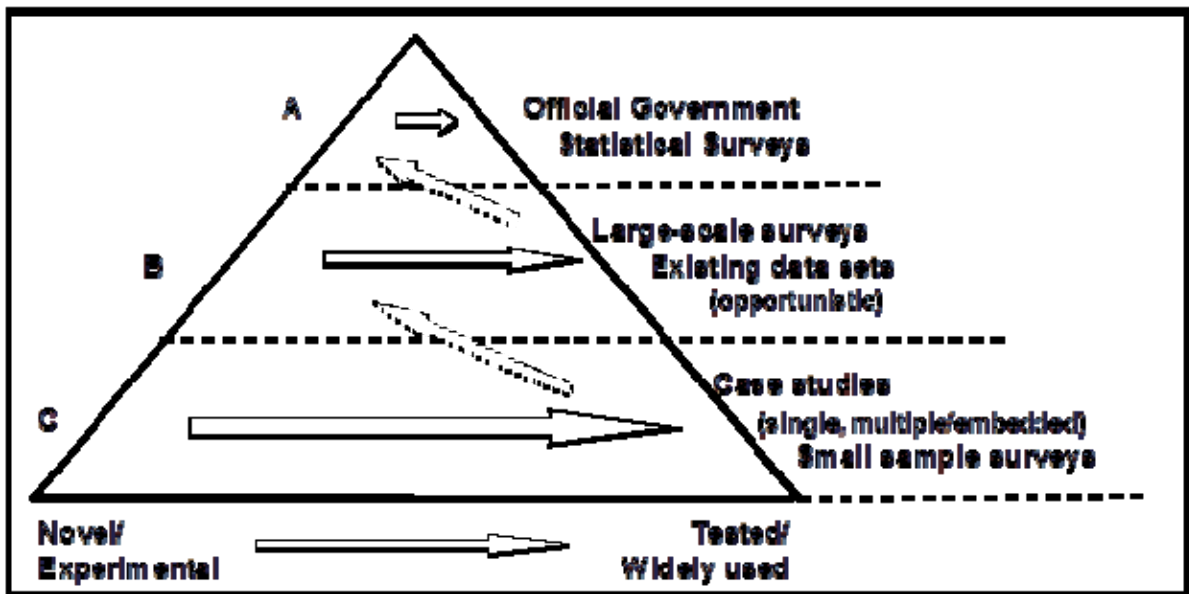 A
Official Government
Statistical Surveys
B
Large-scale surveys
Existing data sets
(opportunistic)
C
Case studies
(single, multiple/embedded)
Small sample surveys
Novel/
Experimental
Tested/
Widely used